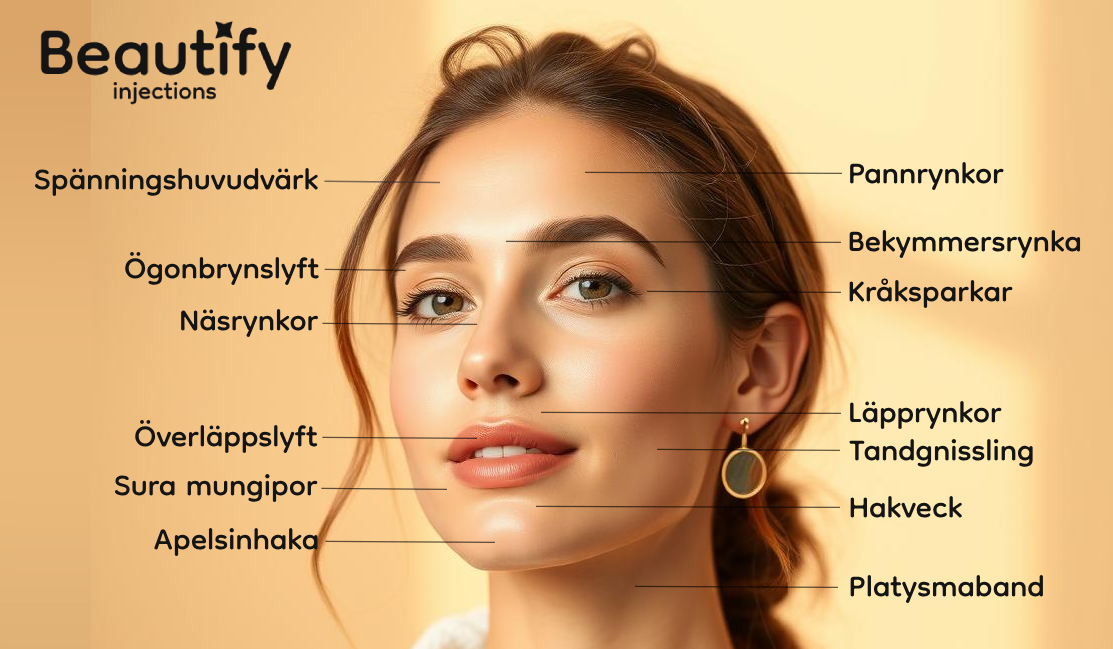 Beautify
injections
Spänningshuvudvärk
Ögonbrynslyft
Näsrynkor
Överläppslyft
Sura mungipor
Apelsinhaka
Pannrynkor
Bekymmersrynka
Kråksparkar
Läpprynkor
Tandgnissling
Hakveck
Platysmaband